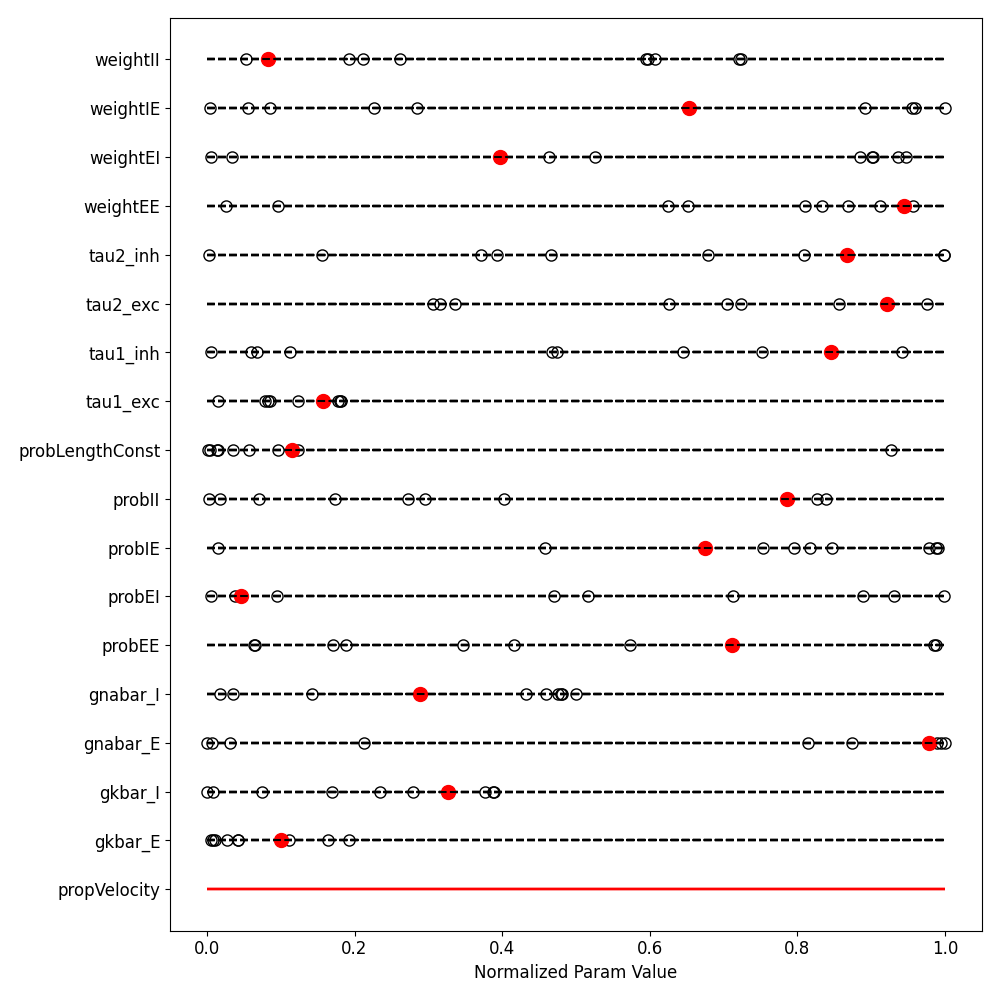 weightII
weightIE
weightEI
weightEE
tau2_inh
tau2_exc
tau1_inh
tau1_exc
probLengthConst
probII
probIE
probEI
probEE
gnabar_I
gnabar_E
gkbar_I
gkbar_E
propVelocity
0.0 0.2 0.4 0.6 0.8 1.0
Normalized Param Value